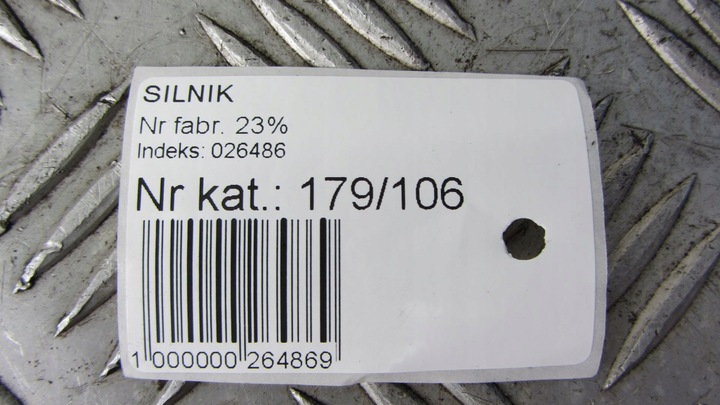 SILNIK
Nr fabr. 23%
Indeks: 026486
Nr kat.: 179/106
1 000000 264869